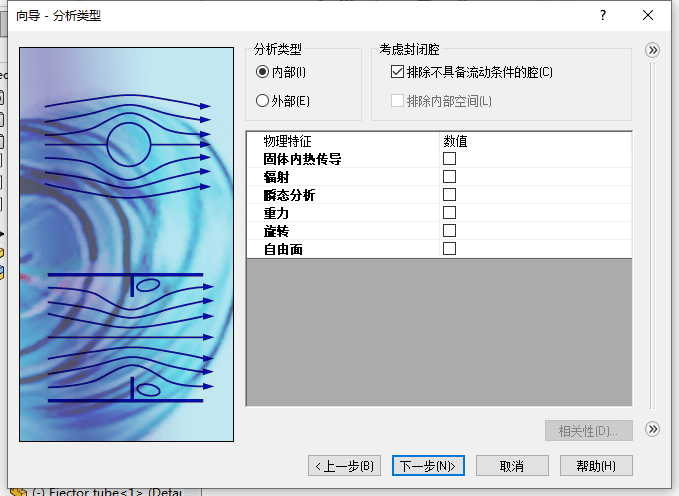 向导 - 分析类型
?
分析类型
内部(I)
外部(E)
考虑封闭腔
排除不具备流动条件的腔(C)
排除内部空间(L)
物理特征 数值
固体内热传导
辐射
瞬态分析
重力
旋转
自由面
相关性(D)...
<上一步(B) 下一步(N)> 取消 帮助(H)
(-) Ejector tube<1> (Defau